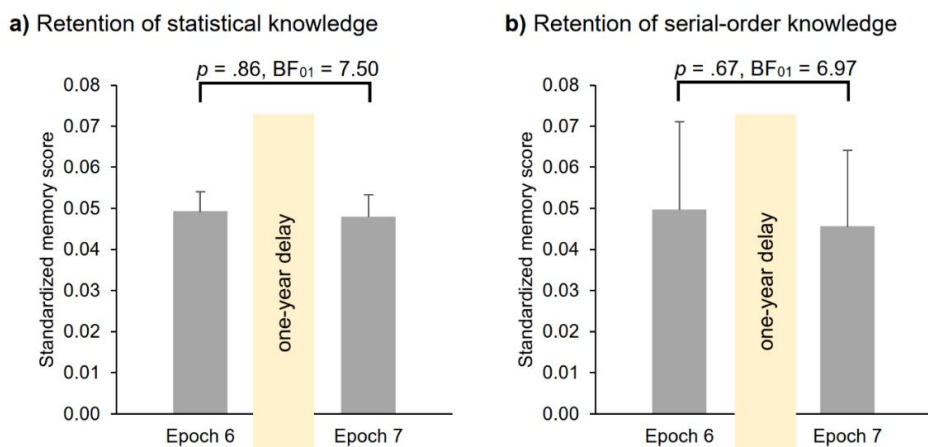 a) Retention of statistical knowledge
p = .86, BF₀₁ = 7.50
Standardized memory score
0.08
0.07
0.06
0.05
0.04
0.03
0.02
0.01
0.00
one-year delay
Epoch 6
Epoch 7
b) Retention of serial-order knowledge
p = .67, BF₀₁ = 6.97
Standardized memory score
0.08
0.07
0.06
0.05
0.04
0.03
0.02
0.01
0.00
one-year delay
Epoch 6
Epoch 7